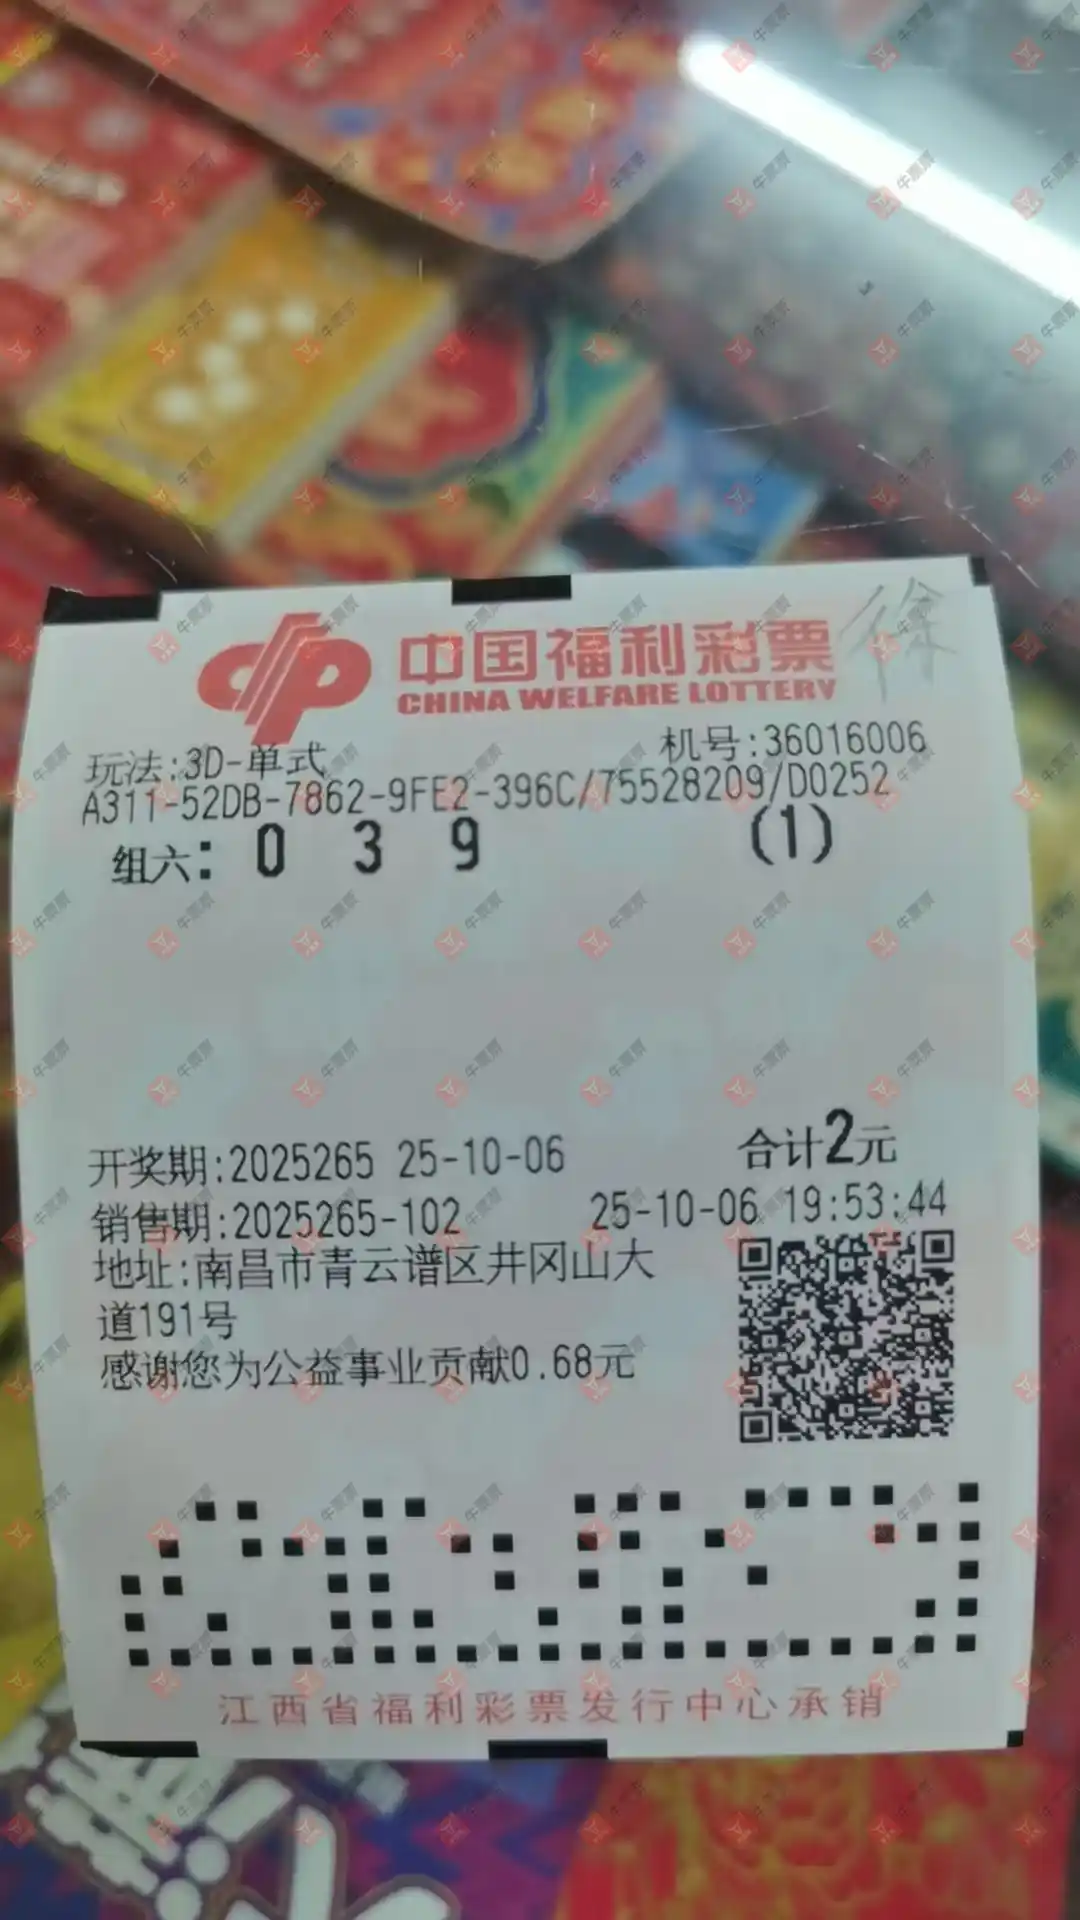 中国福利彩票
CHINA WELFARE LOTTERY
徐
玩法:3D-单式 机号:36016006
A311-52DB-7862-9FE2-396C/75528209/D0252
组六: 0 3 9 (1)
开奖期:2025265 25-10-06 合计2元
销售期:2025265-102 25-10-06 19:53:44
地址:南昌市青云谱区井冈山大
道191号
感谢您为公益事业贡献0.68元
江西省福利彩票发行中心承销
牛票票